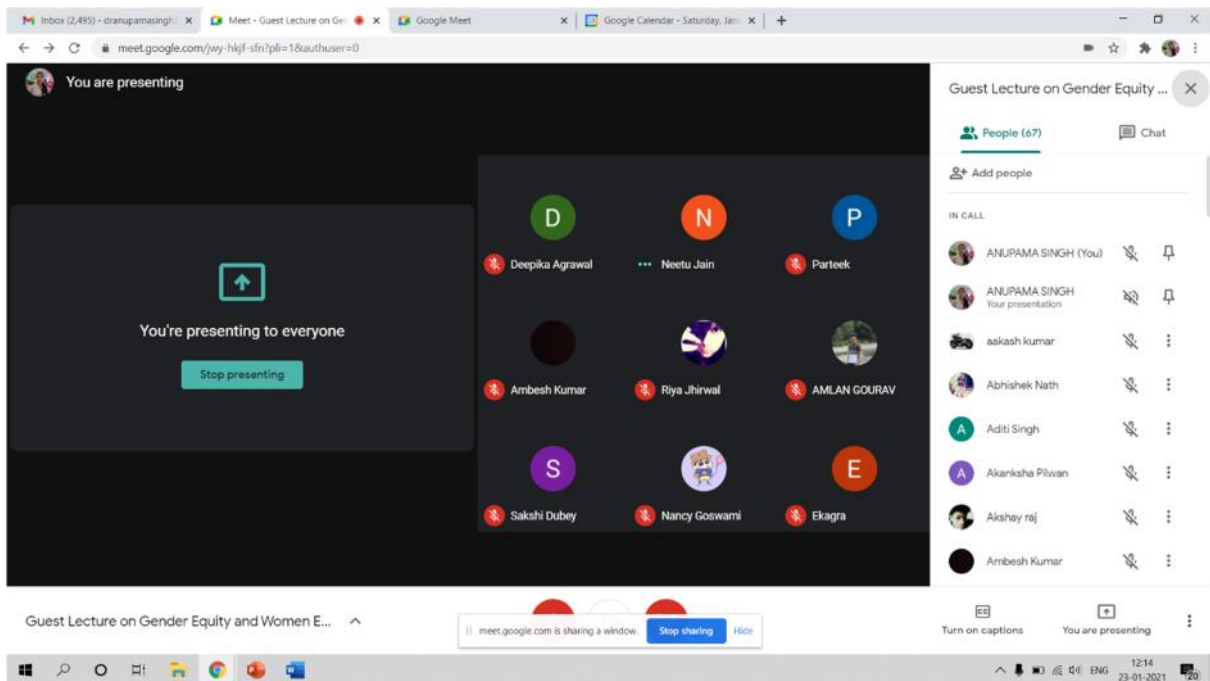 Inbox (2,495) - dranupamasingh
Meet - Guest Lecture on Gen
Google Meet
Google Calendar - Saturday, Jan
meet.google.com/jwy-hkjf-sfn?pli=1&authuser=0
You are presenting
Guest Lecture on Gender Equity ...
People (67)
Chat
Add people
IN CALL
You're presenting to everyone
Stop presenting
D
Deepika Agrawal
N
Neetu Jain
P
Parteek
Ambesh Kumar
Riya Jhirwal
AMLAN GOURAV
S
Sakshi Dubey
Nancy Goswami
E
Ekagra
ANUPAMA SINGH (You)
ANUPAMA SINGH
Your presentation
aakash kumar
Abhishek Nath
A
Aditi Singh
A
Akanksha Pilwan
Akshay raj
Ambesh Kumar
Guest Lecture on Gender Equity and Women E...
meet.google.com is sharing a window.
Stop sharing
Hide
CC
Turn on captions
You are presenting
ENG
12:14
23-01-2021
20